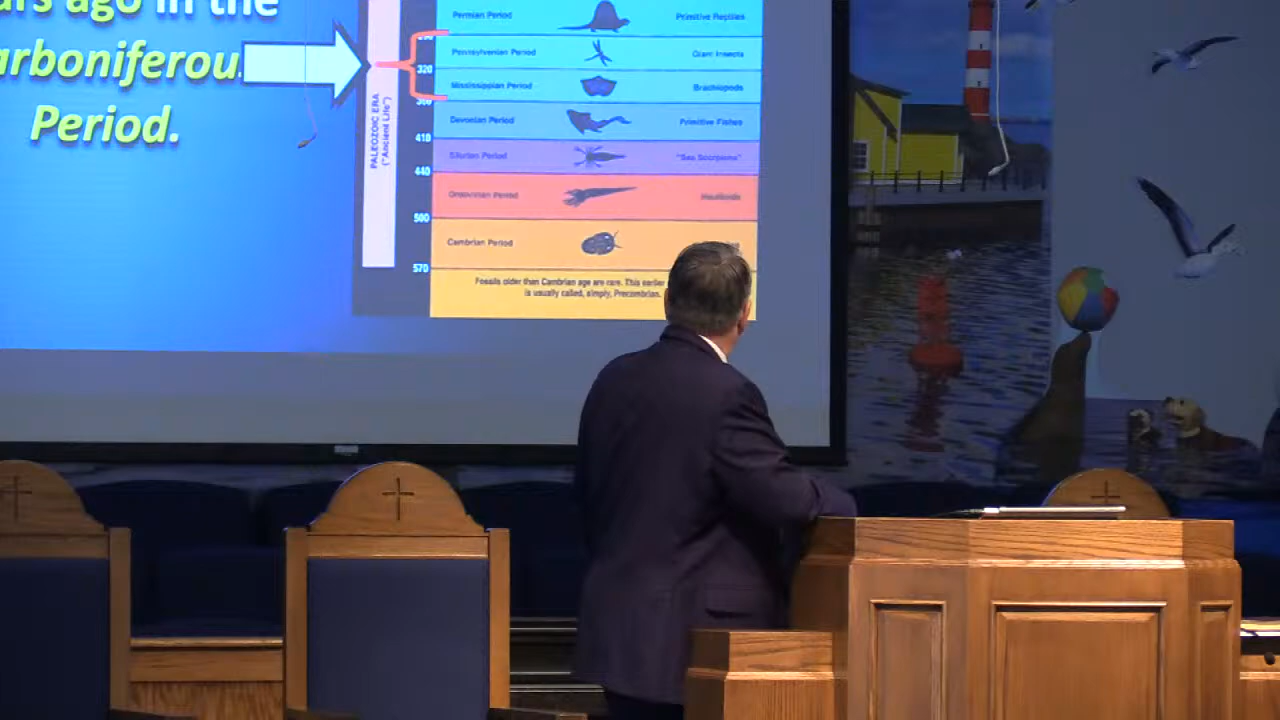 rs ago in the
arboniferou
Period.
PALEOZOIC ERA
("Ancient Life")
Permian Period
Primitive Reptiles
Pennsylvanian Period
Giant Insects
320
Mississippian Period
Brachiopods
360
Devonian Period
Primitive Fishes
410
Silurian Period
"Sea Scorpions"
440
Ordovician Period
Nautiloids
500
Cambrian Period
570
Fossils older than Cambrian age are rare. This earlier
is usually called, simply, Precambrian.